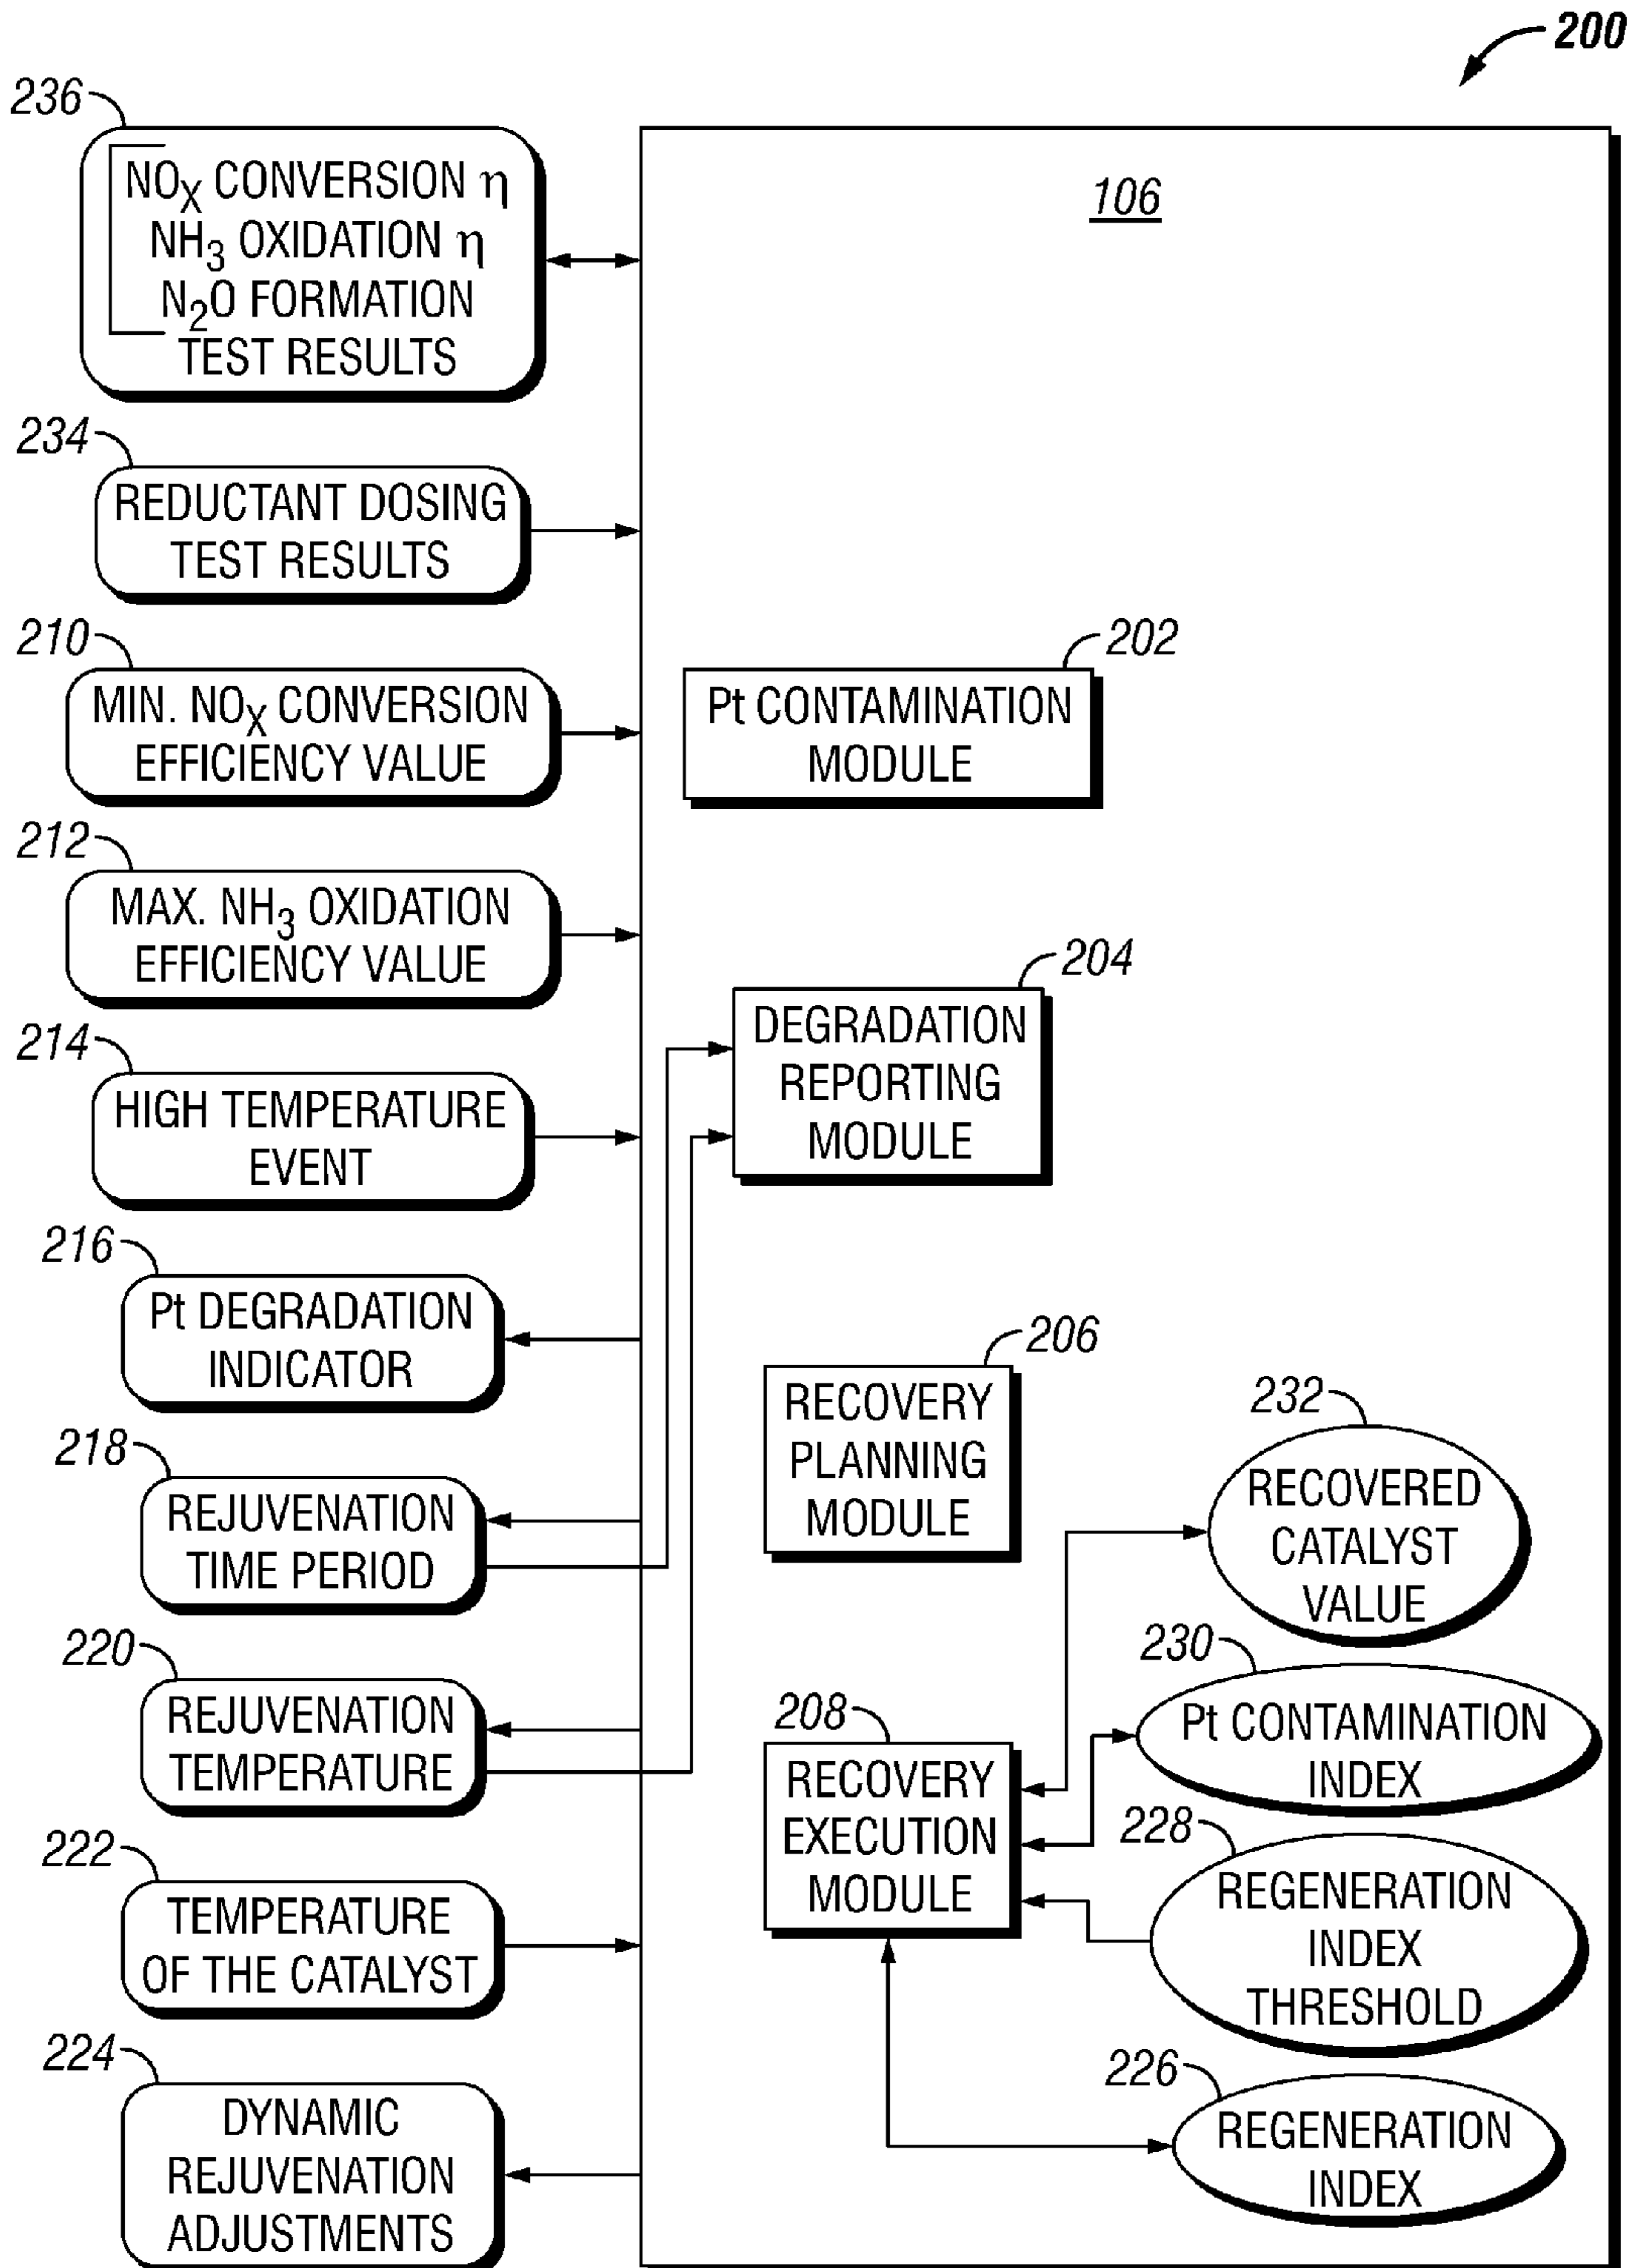 200
236
NOX CONVERSION η
NH3 OXIDATION η
N2O FORMATION
TEST RESULTS
106
234
REDUCTANT DOSING
TEST RESULTS
210
MIN. NOX CONVERSION
EFFICIENCY VALUE
202
Pt CONTAMINATION
MODULE
212
MAX. NH3 OXIDATION
EFFICIENCY VALUE
204
DEGRADATION
REPORTING
MODULE
214
HIGH TEMPERATURE
EVENT
216
Pt DEGRADATION
INDICATOR
206
RECOVERY
PLANNING
MODULE
232
RECOVERED
CATALYST
VALUE
218
REJUVENATION
TIME PERIOD
230
Pt CONTAMINATION
INDEX
220
REJUVENATION
TEMPERATURE
208
RECOVERY
EXECUTION
MODULE
228
REGENERATION
INDEX
THRESHOLD
222
TEMPERATURE
OF THE CATALYST
226
REGENERATION
INDEX
224
DYNAMIC
REJUVENATION
ADJUSTMENTS